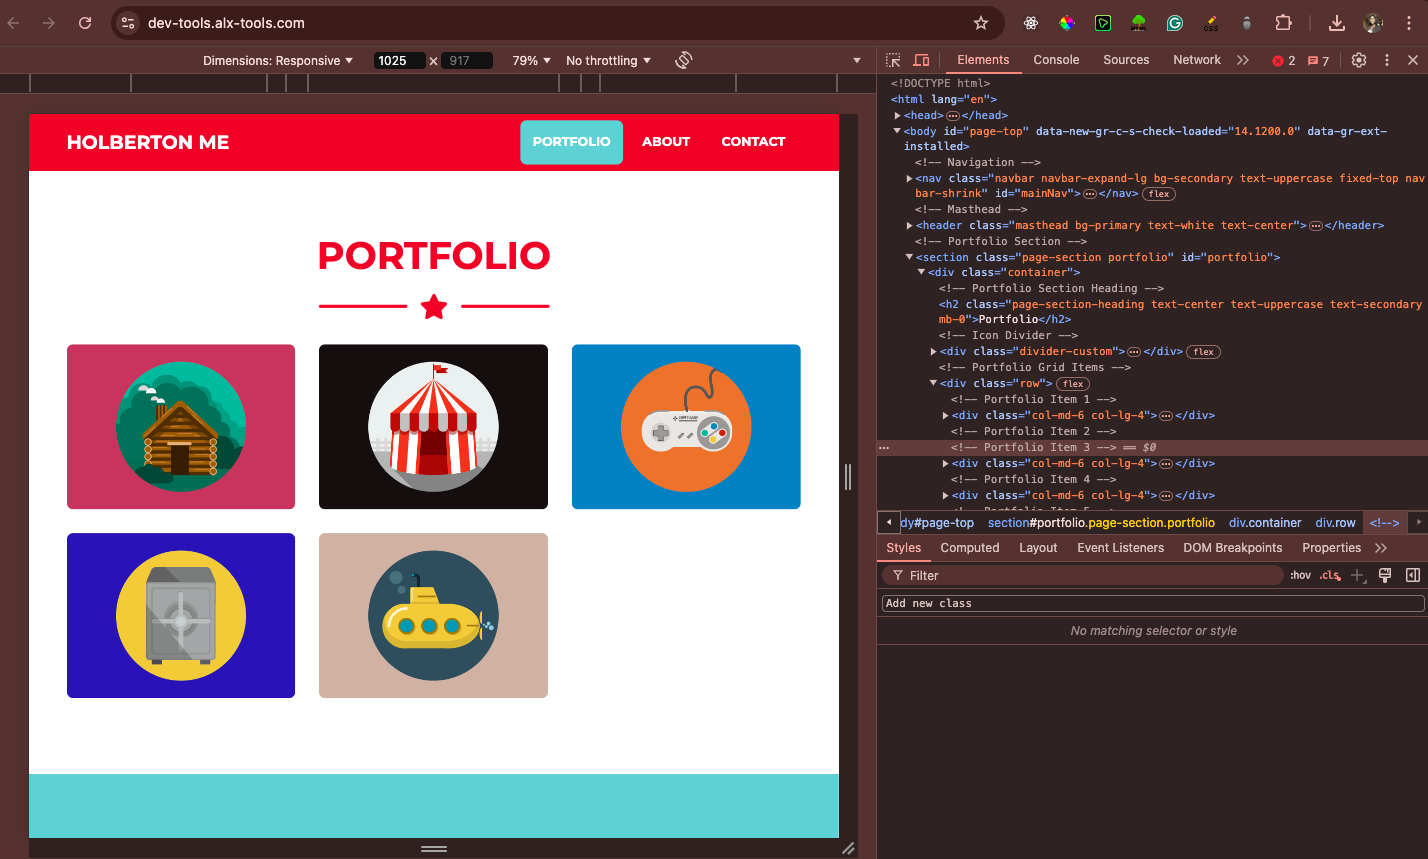 dev-tools.alx-tools.com
Dimensions: Responsive 1025 × 917 79% No throttling
HOLBERTON ME PORTFOLIO ABOUT CONTACT
PORTFOLIO
Elements Console Sources Network 2 7
<!DOCTYPE html>
<html lang="en">
<head> </head>
<body id="page-top" data-new-gr-c-s-check-loaded="14.1200.0" data-gr-ext-
installed>
<!-- Navigation -->
<nav class="navbar navbar-expand-lg bg-secondary text-uppercase fixed-top nav
bar-shrink" id="mainNav"> </nav> flex
<!-- Masthead -->
<header class="masthead bg-primary text-white text-center"> </header>
<!-- Portfolio Section -->
<section class="page-section portfolio" id="portfolio">
<div class="container">
<!-- Portfolio Section Heading -->
<h2 class="page-section-heading text-center text-uppercase text-secondary
mb-0">Portfolio</h2>
<!-- Icon Divider -->
<div class="divider-custom"> </div> flex
<!-- Portfolio Grid Items -->
<div class="row"> flex
<!-- Portfolio Item 1 -->
<div class="col-md-6 col-lg-4"> </div>
<!-- Portfolio Item 2 -->
<!-- Portfolio Item 3 --> == $0
<div class="col-md-6 col-lg-4"> </div>
<!-- Portfolio Item 4 -->
<div class="col-md-6 col-lg-4"> </div>
dy#page-top section#portfolio.page-section.portfolio div.container div.row <!-->
Styles Computed Layout Event Listeners DOM Breakpoints Properties
Filter :hov .cls
Add new class
No matching selector or style